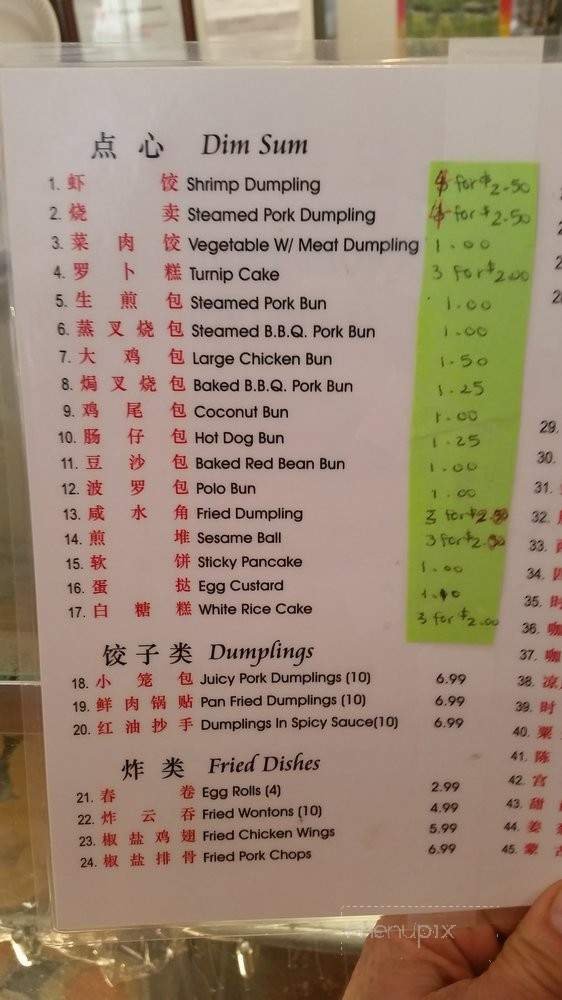 点 心 Dim Sum
1. 虾 饺 Shrimp Dumpling for $2.50
2. 烧 卖 Steamed Pork Dumpling for $2.50
3. 菜 肉 饺 Vegetable W/ Meat Dumpling 1.00
4. 罗 卜 糕 Turnip Cake 3 for $2.00
5. 生 煎 包 Steamed Pork Bun 1.00
6. 蒸 叉 烧 包 Steamed B.B.Q. Pork Bun 1.00
7. 大 鸡 包 Large Chicken Bun 1.50
8. 焗 叉 烧 包 Baked B.B.Q. Pork Bun 1.25
9. 鸡 尾 包 Coconut Bun 1.00
10. 肠 仔 包 Hot Dog Bun 1.25
11. 豆 沙 包 Baked Red Bean Bun 1.00
12. 波 罗 包 Polo Bun 1.00
13. 咸 水 角 Fried Dumpling 3 for $2.50
14. 煎 堆 Sesame Ball 3 for $2.50
15. 软 饼 Sticky Pancake 1.00
16. 蛋 挞 Egg Custard
17. 白 糖 糕 White Rice Cake 3 for $2.00
饺 子 类 Dumplings
18. 小 笼 包 Juicy Pork Dumplings (10) 6.99
19. 鲜 肉 锅 贴 Pan Fried Dumplings (10) 6.99
20. 红 油 抄 手 Dumplings In Spicy Sauce(10) 6.99
炸 类 Fried Dishes
21. 春 卷 Egg Rolls (4) 2.99
22. 炸 云 吞 Fried Wontons (10) 4.99
23. 椒 盐 鸡 翅 Fried Chicken Wings 5.99
24. 椒 盐 排 骨 Fried Pork Chops 6.99
29.
30.
31.
32.
33.
34.
35. 时
36. 咖
37. 咖
38. 凉
39. 时
40. 粟
41. 陈
42. 宫
43. 甜
44. 姜
45. 蒙
menupix